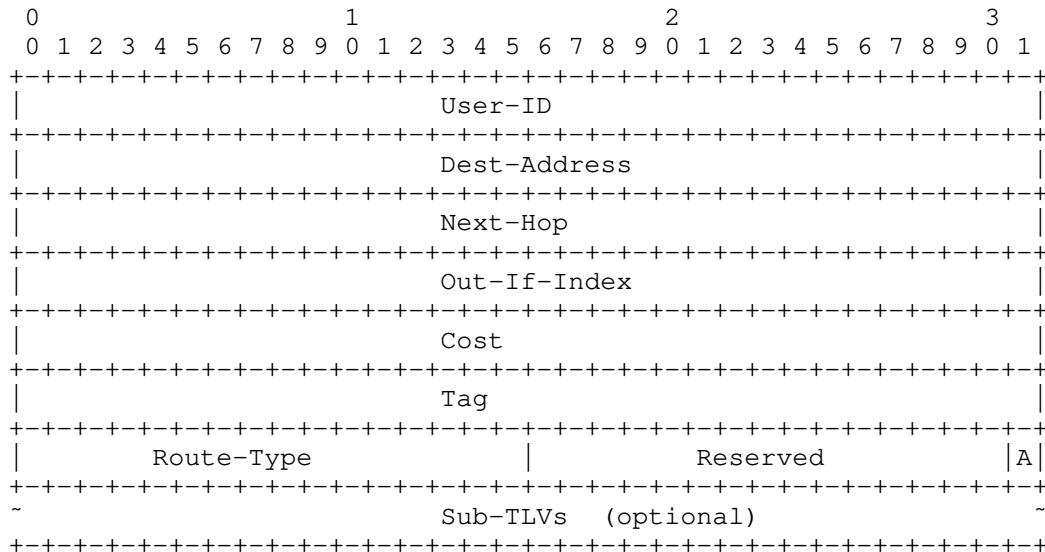 0                   1                   2                   3
 0 1 2 3 4 5 6 7 8 9 0 1 2 3 4 5 6 7 8 9 0 1 2 3 4 5 6 7 8 9 0 1
+-+-+-+-+-+-+-+-+-+-+-+-+-+-+-+-+-+-+-+-+-+-+-+-+-+-+-+-+-+-+-+-+
|                          User-ID                              |
+-+-+-+-+-+-+-+-+-+-+-+-+-+-+-+-+-+-+-+-+-+-+-+-+-+-+-+-+-+-+-+-+
|                          Dest-Address                         |
+-+-+-+-+-+-+-+-+-+-+-+-+-+-+-+-+-+-+-+-+-+-+-+-+-+-+-+-+-+-+-+-+
|                          Next-Hop                             |
+-+-+-+-+-+-+-+-+-+-+-+-+-+-+-+-+-+-+-+-+-+-+-+-+-+-+-+-+-+-+-+-+
|                          Out-If-Index                         |
+-+-+-+-+-+-+-+-+-+-+-+-+-+-+-+-+-+-+-+-+-+-+-+-+-+-+-+-+-+-+-+-+
|                          Cost                                 |
+-+-+-+-+-+-+-+-+-+-+-+-+-+-+-+-+-+-+-+-+-+-+-+-+-+-+-+-+-+-+-+-+
|                          Tag                                  |
+-+-+-+-+-+-+-+-+-+-+-+-+-+-+-+-+-+-+-+-+-+-+-+-+-+-+-+-+-+-+-+-+
|        Route-Type             |          Reserved           |A|
+-+-+-+-+-+-+-+-+-+-+-+-+-+-+-+-+-+-+-+-+-+-+-+-+-+-+-+-+-+-+-+-+
~                          Sub-TLVs  (optional)                 ~
+-+-+-+-+-+-+-+-+-+-+-+-+-+-+-+-+-+-+-+-+-+-+-+-+-+-+-+-+-+-+-+-+